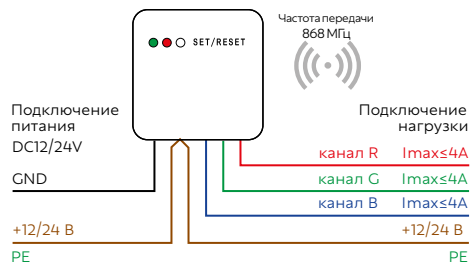 Частота передачи
868 МГц
SET/RESET
Подключение
питания
DC12/24V
GND
+12/24 В
PE
Подключение
нагрузки
канал R Imax≤4A
канал G Imax≤4A
канал B Imax≤4A
+12/24 В
PE